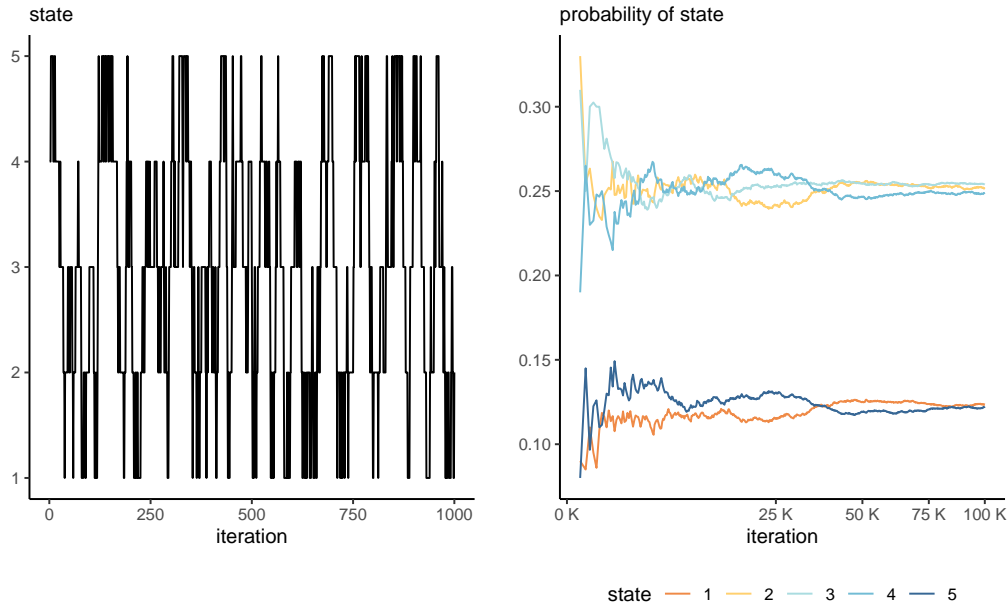 state
5
4
3
2
1
0 250 500 750 1000
iteration
probability of state
0.30
0.25
0.20
0.15
0.10
0 K 25 K 50 K 75 K 100 K
iteration
state 1 2 3 4 5